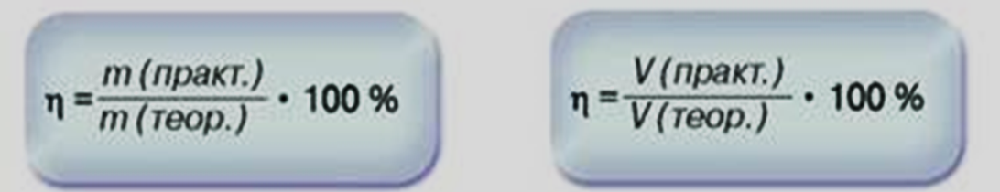 η = m (практ.) / m (теор.) · 100 %
η = V (практ.) / V (теор.) · 100 %